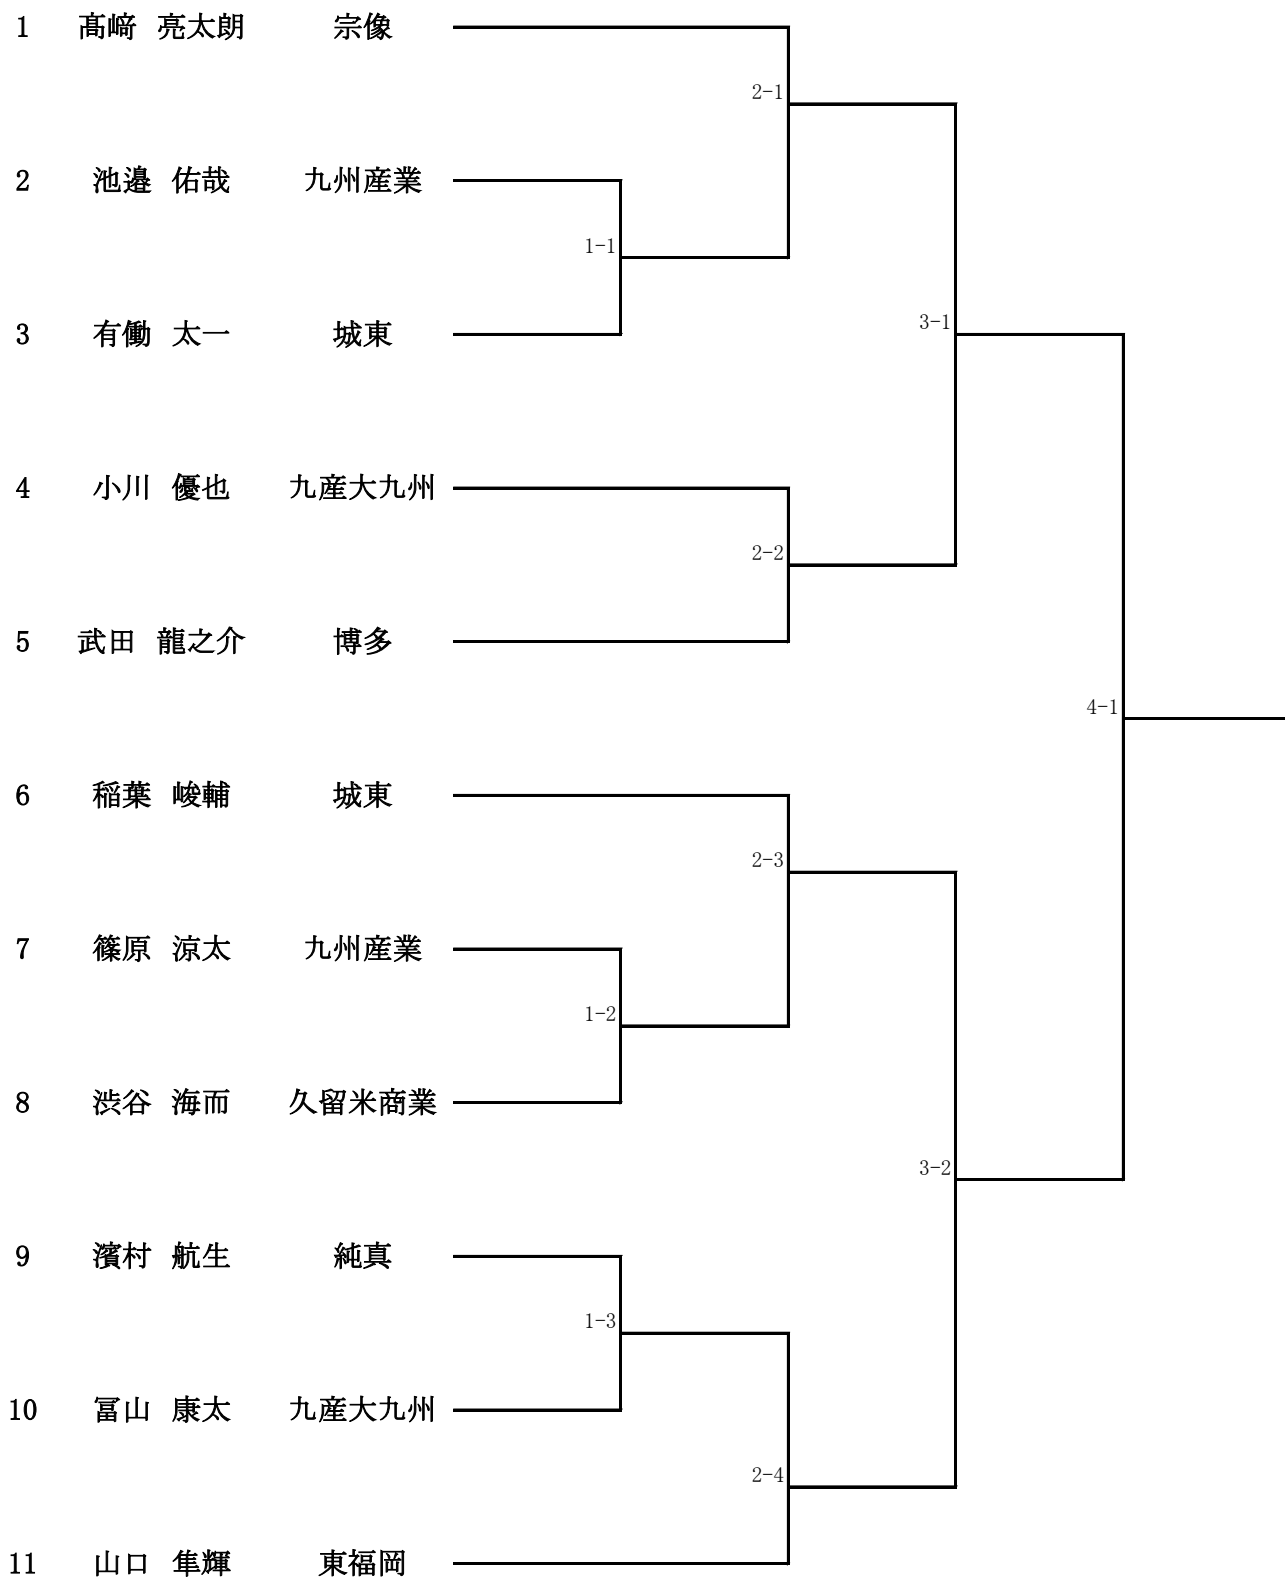 1 髙﨑 亮太朗 宗像
2-1
2 池邉 佑哉 九州産業
1-1
3-1
3 有働 太一 城東
4 小川 優也 九産大九州
2-2
5 武田 龍之介 博多
4-1
6 稲葉 峻輔 城東
2-3
7 篠原 涼太 九州産業
1-2
8 渋谷 海而 久留米商業
3-2
9 濱村 航生 純真
1-3
10 冨山 康太 九産大九州
2-4
11 山口 隼輝 東福岡